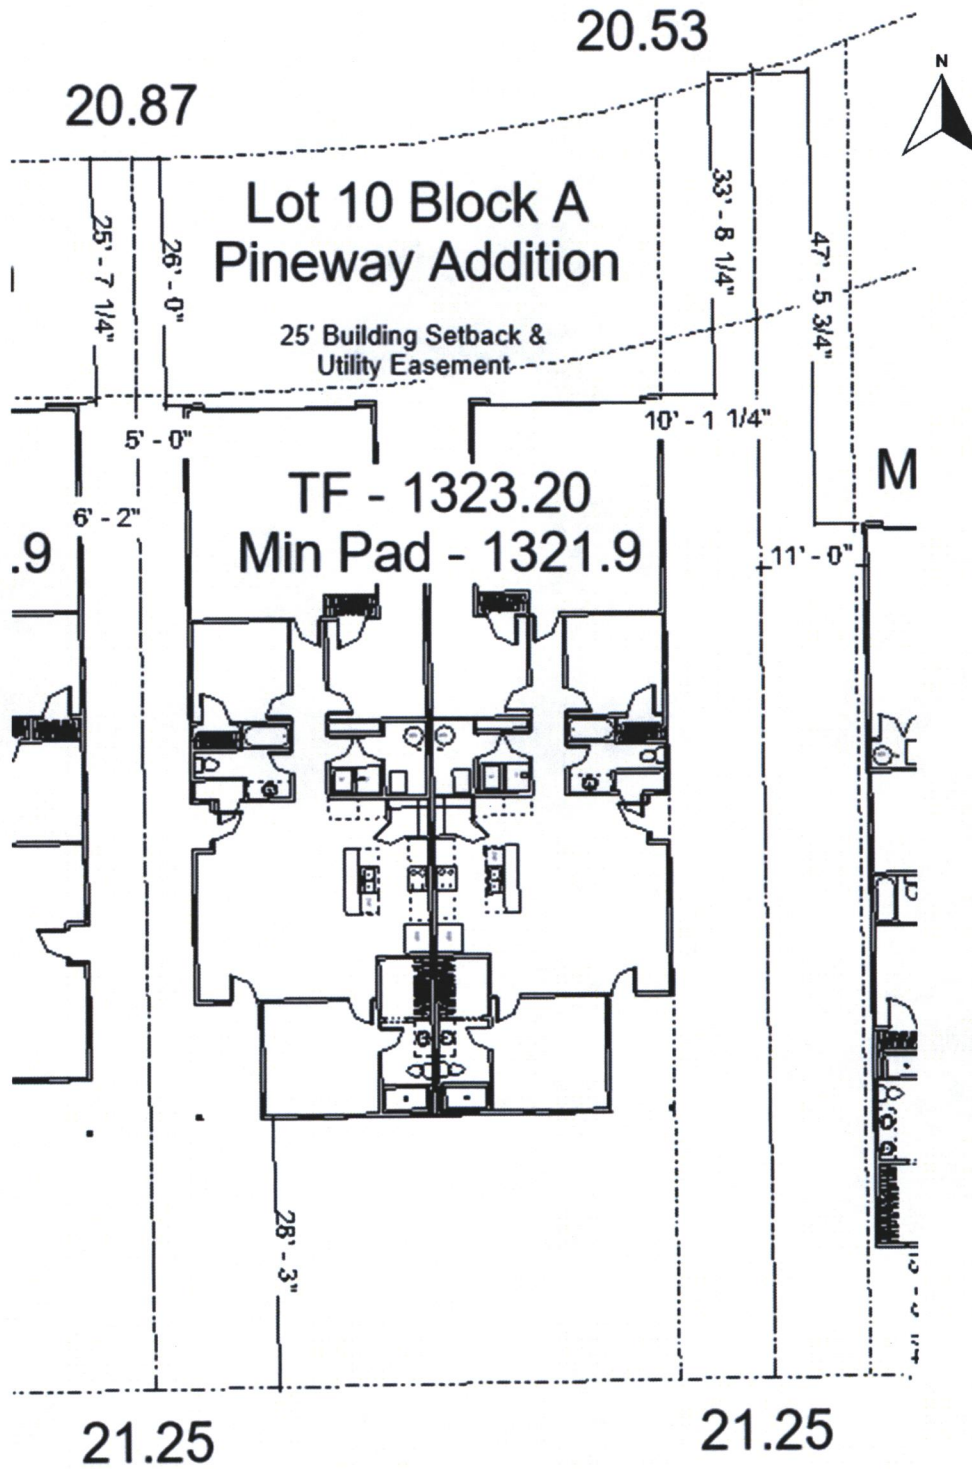 20.53
N
20.87
Lot 10 Block A
Pineway Addition
33' - 8 1/4"
25' - 7 1/4"
26' - 0"
47' - 5 3/4"
25' Building Setback &
Utility Easement
10' - 1 1/4"
5' - 0"
M
TF - 1323.20
6' - 2"
.9
Min Pad - 1321.9
11' - 0"
28' - 3"
21.25
21.25